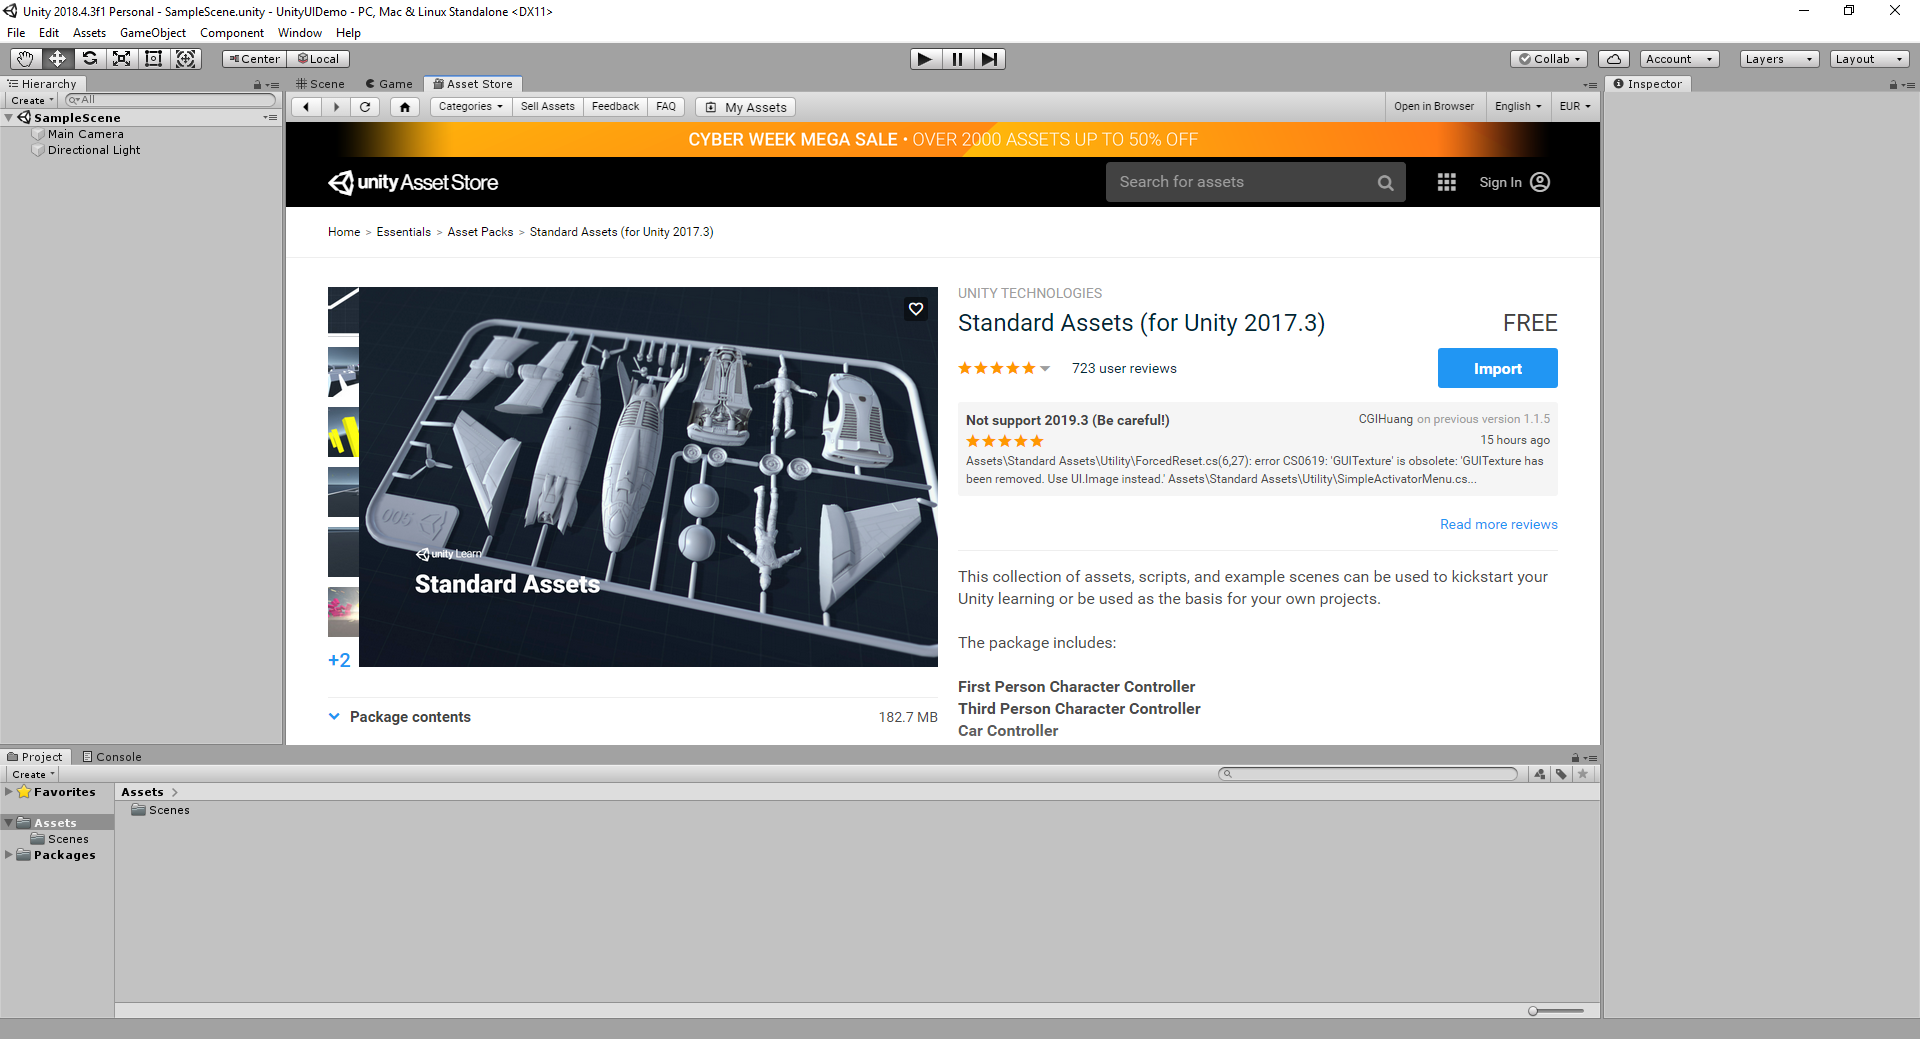 Unity 2018.4.3f1 Personal - SampleScene.unity - UnityUIDemo - PC, Mac & Linux Standalone <DX11>
File Edit Assets GameObject Component Window Help
Center Local
Collab Account Layers Layout
Hierarchy
Scene Game Asset Store
Inspector
Create All
Categories Sell Assets Feedback FAQ My Assets
Open in Browser English EUR
SampleScene
Main Camera
Directional Light
CYBER WEEK MEGA SALE • OVER 2000 ASSETS UP TO 50% OFF
unity Asset Store
Search for assets
Sign In
Home > Essentials > Asset Packs > Standard Assets (for Unity 2017.3)
005
unity Learn
Standard Assets
+2
Package contents 182.7 MB
UNITY TECHNOLOGIES
Standard Assets (for Unity 2017.3) FREE
723 user reviews
Import
Not support 2019.3 (Be careful!) CGIHuang on previous version 1.1.5
15 hours ago
Assets\Standard Assets\Utility\ForcedReset.cs(6,27): error CS0619: 'GUITexture' is obsolete: 'GUITexture has
been removed. Use UI.Image instead.' Assets\Standard Assets\Utility\SimpleActivatorMenu.cs...
Read more reviews
This collection of assets, scripts, and example scenes can be used to kickstart your
Unity learning or be used as the basis for your own projects.
The package includes:
First Person Character Controller
Third Person Character Controller
Car Controller
Project Console
Create
Favorites
Assets
Scenes
Packages
Assets
Scenes